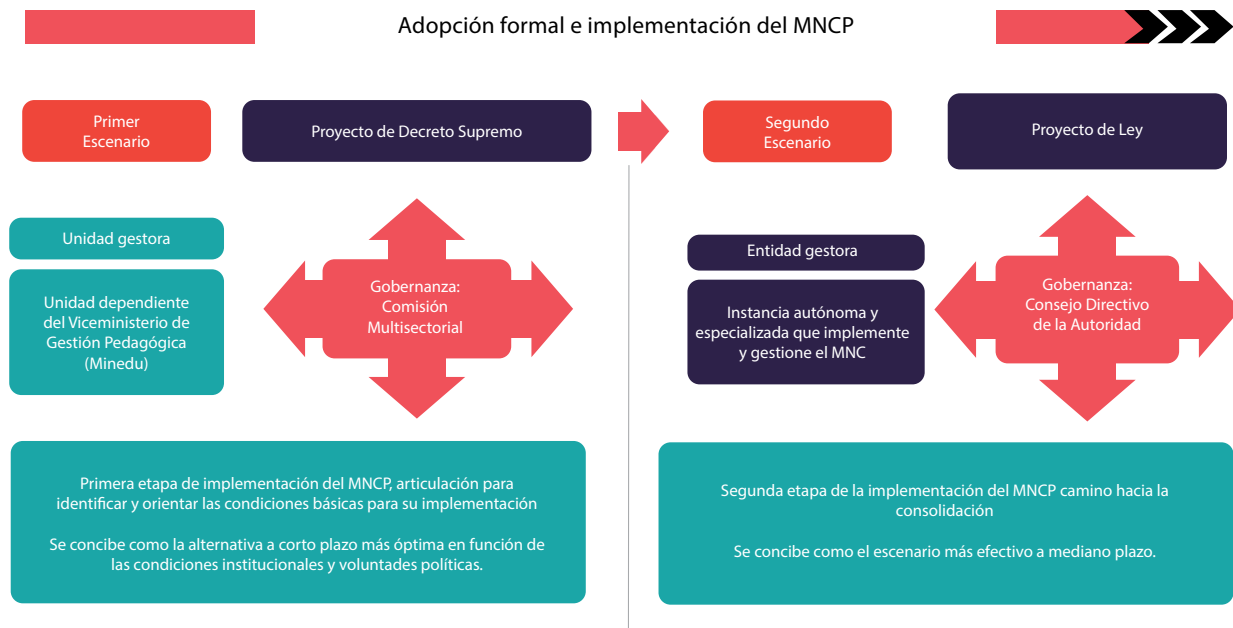 Adopción formal e implementación del MNCP
Primer
Escenario
Proyecto de Decreto Supremo
Unidad gestora
Unidad dependiente
del Viceministerio de
Gestión Pedagógica
(Minedu)
Gobernanza:
Comisión
Multisectorial
Primera etapa de implementación del MNCP, articulación para
identificar y orientar las condiciones básicas para su implementación
Se concibe como la alternativa a corto plazo más óptima en función de
las condiciones institucionales y voluntades políticas.
Segundo
Escenario
Proyecto de Ley
Entidad gestora
Instancia autónoma y
especializada que implemente
y gestione el MNC
Gobernanza:
Consejo Directivo
de la Autoridad
Segunda etapa de la implementación del MNCP camino hacia la
consolidación
Se concibe como el escenario más efectivo a mediano plazo.